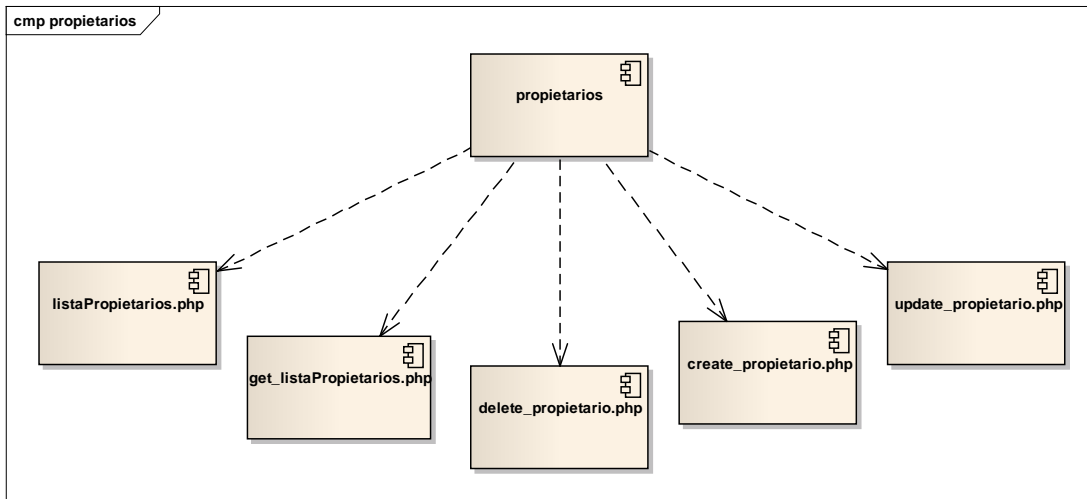 cmp propietarios
propietarios
listaPropietarios.php
get_listaPropietarios.php
delete_propietario.php
create_propietario.php
update_propietario.php